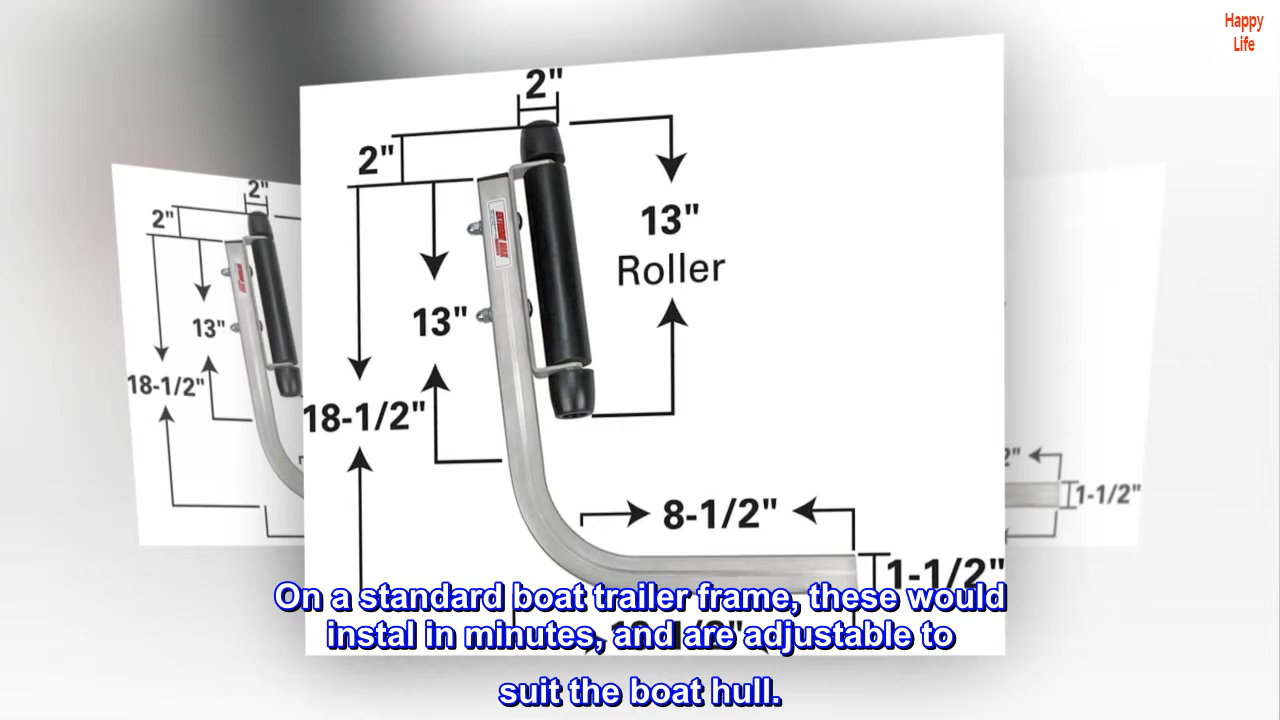 Happy
Life
2"
2"
13"
Roller
13"
18-1/2"
8-1/2"
1-1/2"
2"
2"
13"
18-1/2"
2"
1-1/2"
On a standard boat trailer frame, these would
instal in minutes, and are adjustable to
suit the boat hull.